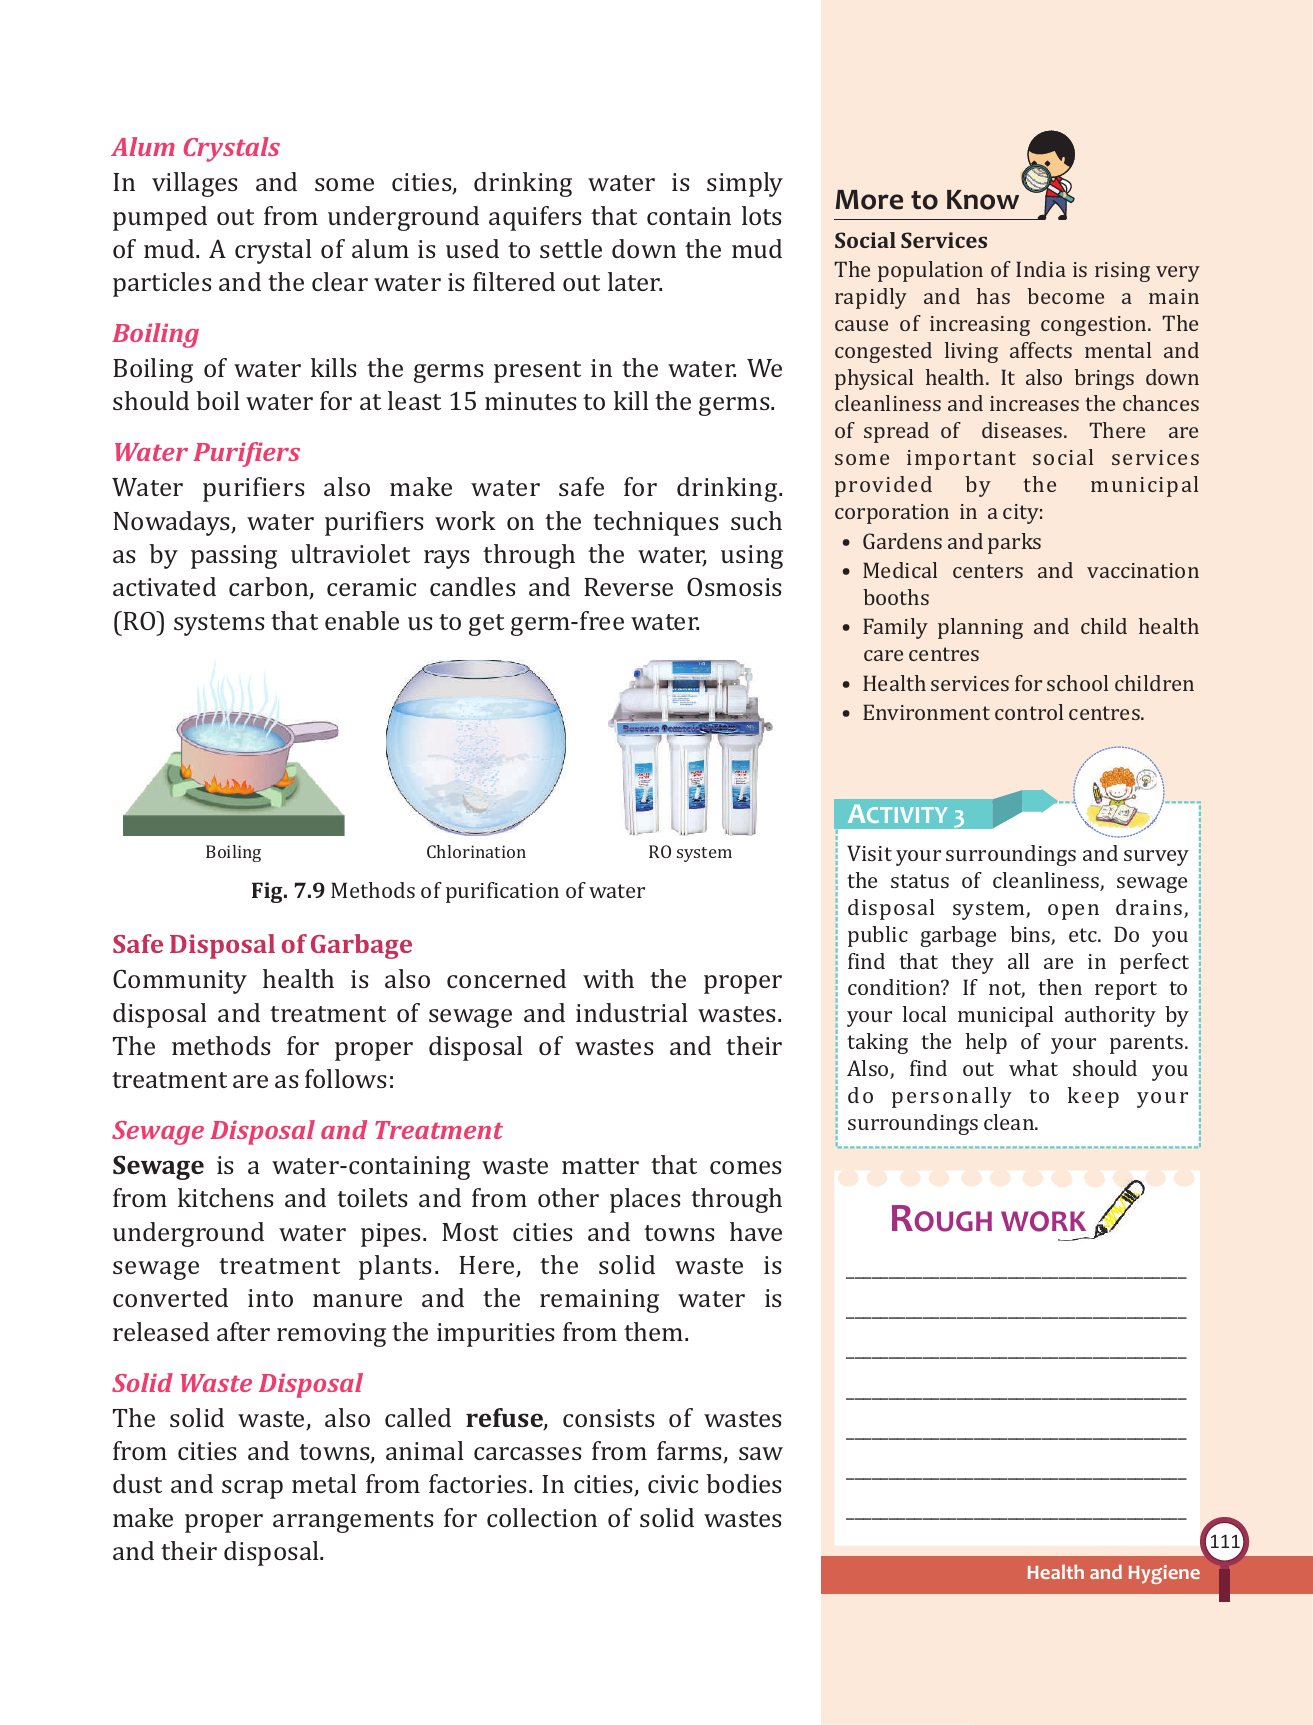 Alum Crystals
In villages and some cities, drinking water is simply
pumped out from underground aquifers that contain lots
of mud. A crystal of alum is used to settle down the mud
particles and the clear water is filtered out later.
Boiling
Boiling of water kills the germs present in the water. We
should boil water for at least 15 minutes to kill the germs.
Water Purifiers
Water purifiers also make water safe for drinking.
Nowadays, water purifiers work on the techniques such
as by passing ultraviolet rays through the water, using
activated carbon, ceramic candles and Reverse Osmosis
(RO) systems that enable us to get germ-free water.
Boiling
Chlorination
RO system
Fig. 7.9 Methods of purification of water
Safe Disposal of Garbage
Community health is also concerned with the proper
disposal and treatment of sewage and industrial wastes.
The methods for proper disposal of wastes and their
treatment are as follows:
Sewage Disposal and Treatment
Sewage is a water-containing waste matter that comes
from kitchens and toilets and from other places through
underground water pipes. Most cities and towns have
sewage treatment plants. Here, the solid waste is
converted into manure and the remaining water is
released after removing the impurities from them.
Solid Waste Disposal
The solid waste, also called refuse, consists of wastes
from cities and towns, animal carcasses from farms, saw
dust and scrap metal from factories. In cities, civic bodies
make proper arrangements for collection of solid wastes
and their disposal.
More to Know
Social Services
The population of India is rising very
rapidly and has become a main
cause of increasing congestion. The
congested living affects mental and
physical health. It also brings down
cleanliness and increases the chances
of spread of diseases. There are
some important social services
provided by the municipal
corporation in a city:
• Gardens and parks
• Medical centers and vaccination
booths
• Family planning and child health
care centres
• Health services for school children
• Environment control centres.
ACTIVITY 3
Visit your surroundings and survey
the status of cleanliness, sewage
disposal system, open drains,
public garbage bins, etc. Do you
find that they all are in perfect
condition? If not, then report to
your local municipal authority by
taking the help of your parents.
Also, find out what should you
do personally to keep your
surroundings clean.
ROUGH WORK
111
Health and Hygiene